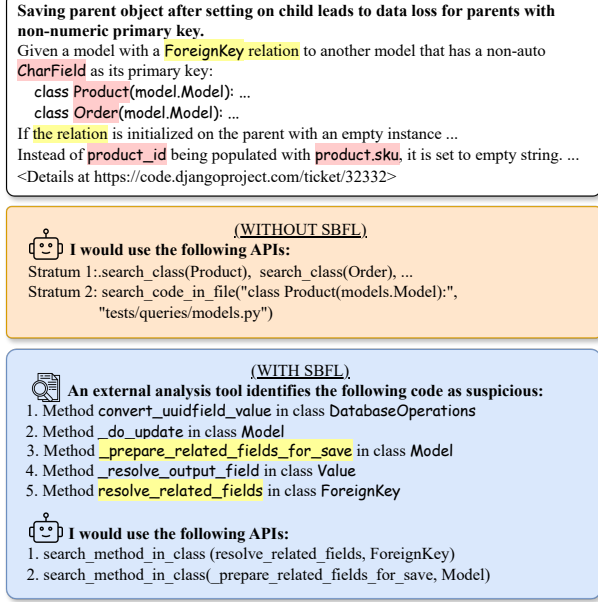 Saving parent object after setting on child leads to data loss for parents with
non-numeric primary key.
Given a model with a ForeignKey relation to another model that has a non-auto
CharField as its primary key:
class Product(model.Model): ...
class Order(model.Model): ...
If the relation is initialized on the parent with an empty instance ...
Instead of product_id being populated with product.sku, it is set to empty string. ...
<Details at https://code.djangoproject.com/ticket/32332>
(WITHOUT SBFL)
I would use the following APIs:
Stratum 1:.search_class(Product), search_class(Order), ...
Stratum 2: search_code_in_file("class Product(models.Model):",
"tests/queries/models.py")
(WITH SBFL)
An external analysis tool identifies the following code as suspicious:
1. Method convert_uuidfield_value in class DatabaseOperations
2. Method _do_update in class Model
3. Method _prepare_related_fields_for_save in class Model
4. Method _resolve_output_field in class Value
5. Method resolve_related_fields in class ForeignKey
I would use the following APIs:
1. search_method_in_class (resolve_related_fields, ForeignKey)
2. search_method_in_class(_prepare_related_fields_for_save, Model)